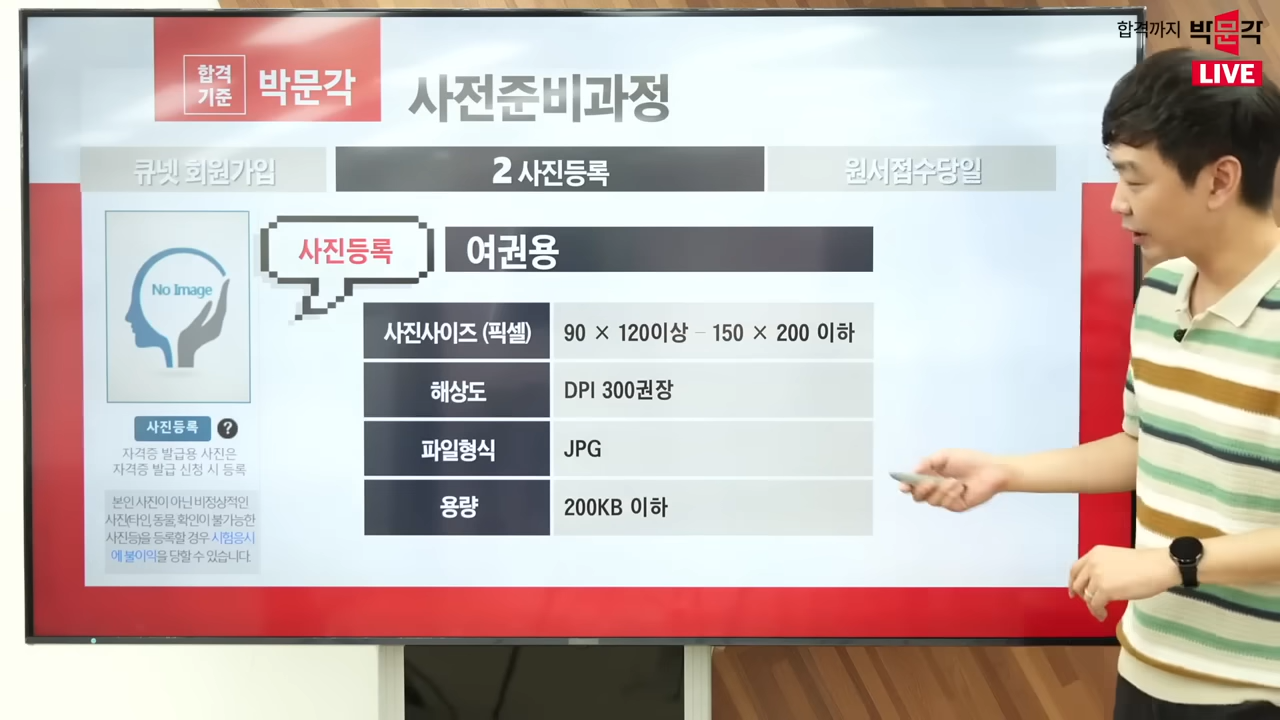 합격까지 박문각
LIVE
합격
기준
박문각
사전준비과정
큐넷 회원가입
2 사진등록
원서접수당일
No Image
사진등록
여권용
사진사이즈 (픽셀)
90 × 120이상 – 150 × 200 이하
해상도
DPI 300권장
파일형식
JPG
용량
200KB 이하
사진등록 ?
자격증 발급용 사진은
자격증 발급 신청 시 등록
본인 사진이 아닌 비정상적인
사진(타인, 동물, 확인이 불가능한
사진등)을 등록할 경우 시험응시
에 불이익을 당할 수 있습니다.